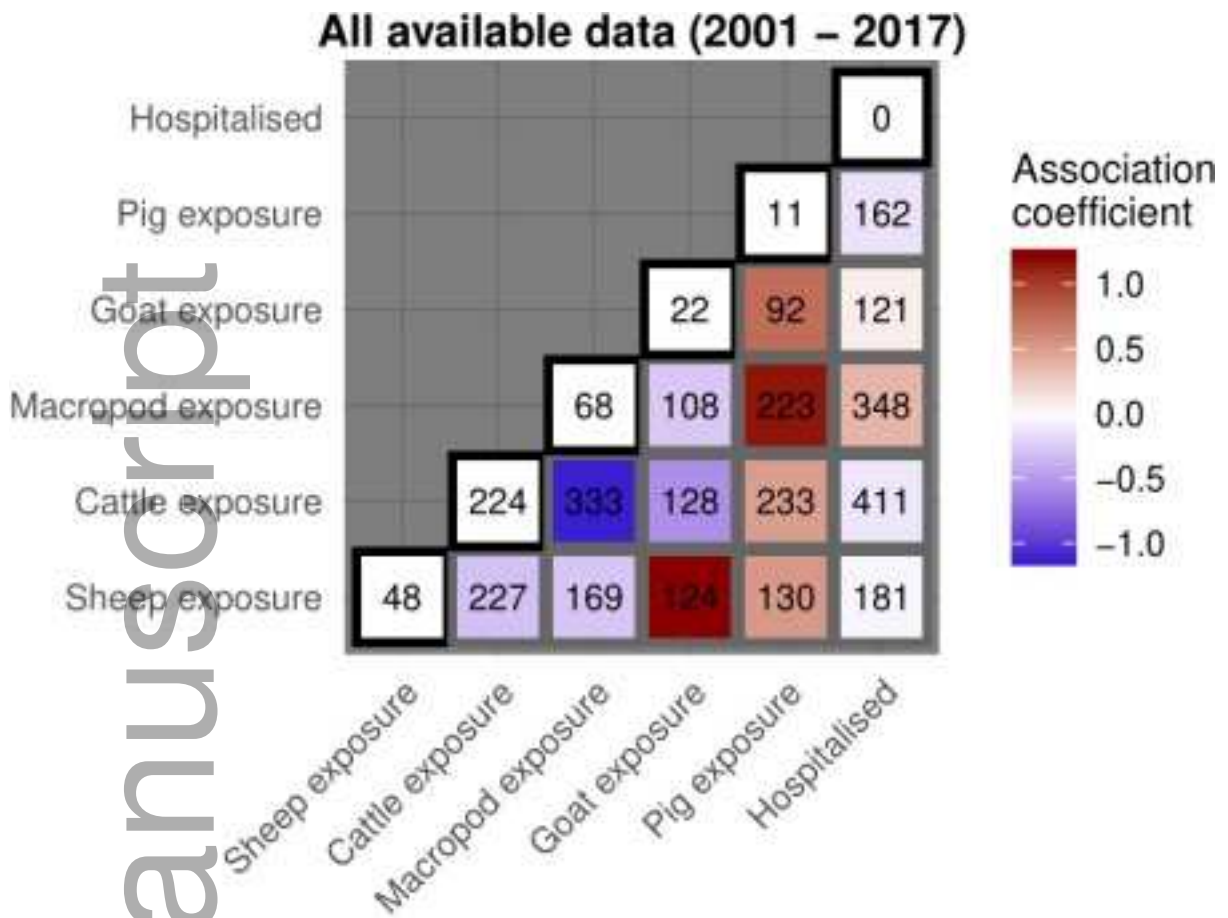 All available data (2001 – 2017)
Hospitalised 0
Pig exposure 11 162
Goat exposure 22 92 121
Macropod exposure 68 108 223 348
Cattle exposure 224 333 128 233 411
Sheep exposure 48 227 169 124 130 181
Sheep exposure
Cattle exposure
Macropod exposure
Goat exposure
Pig exposure
Hospitalised
Association
coefficient
1.0
0.5
0.0
−0.5
−1.0
anuscript